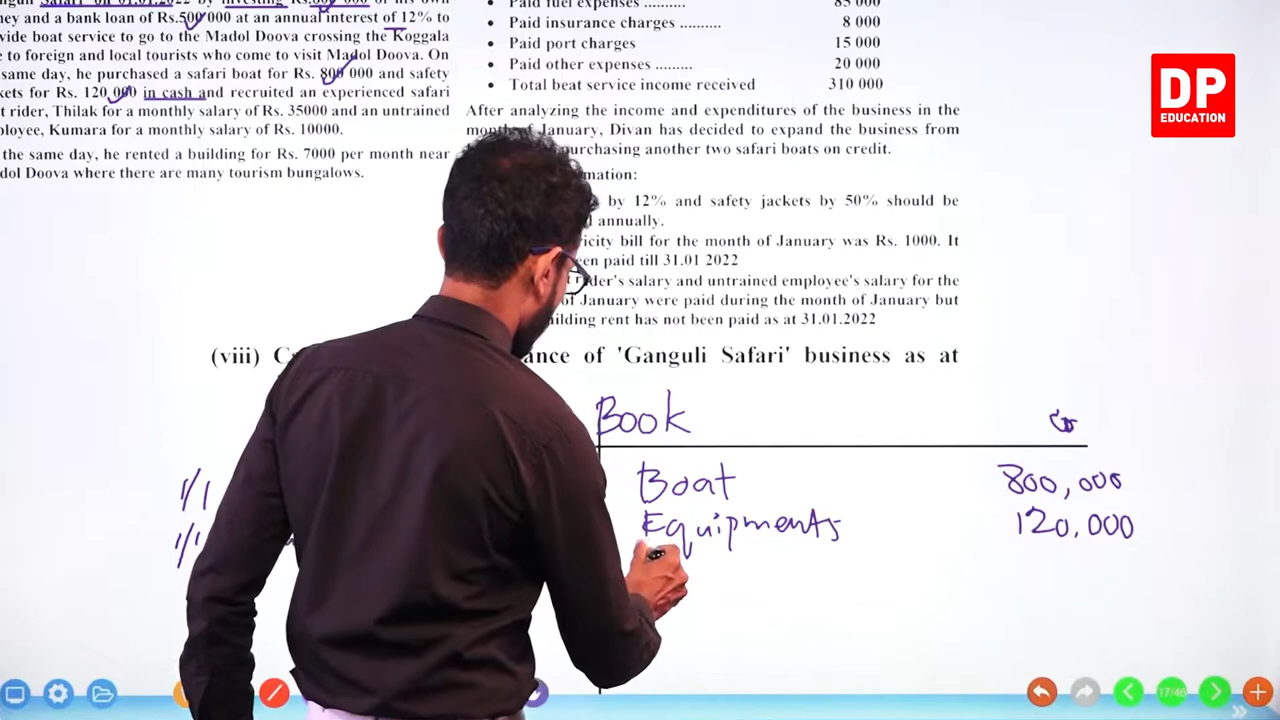 Safari on 01.01.2022 by investing Rs.800 000 of his own
ney and a bank loan of Rs.500 000 at an annual interest of 12% to
vide boat service to go to the Madol Doova crossing the Koggala
e to foreign and local tourists who come to visit Madol Doova. On
same day, he purchased a safari boat for Rs. 800 000 and safety
kets for Rs. 120 000 in cash and recruited an experienced safari
t rider, Thilak for a monthly salary of Rs. 35000 and an untrained
ployee, Kumara for a monthly salary of Rs. 10000.
the same day, he rented a building for Rs. 7000 per month near
dol Doova where there are many tourism bungalows.
• Paid fuel expenses .......... 85 000
• Paid insurance charges .......... 8 000
• Paid port charges 15 000
• Paid other expenses .......... 20 000
• Total beat service income received 310 000
After analyzing the income and expenditures of the business in the
month of January, Divan has decided to expand the business from
purchasing another two safari boats on credit.
mation:
by 12% and safety jackets by 50% should be
annually.
ricity bill for the month of January was Rs. 1000. It
een paid till 31.01 2022
rider's salary and untrained employee's salary for the
of January were paid during the month of January but
ilding rent has not been paid as at 31.01.2022
DP
EDUCATION
(viii) C ance of 'Ganguli Safari' business as at
Book Cr
1/1 Boat 800,000
1/1 Equipments 120,000
17/46